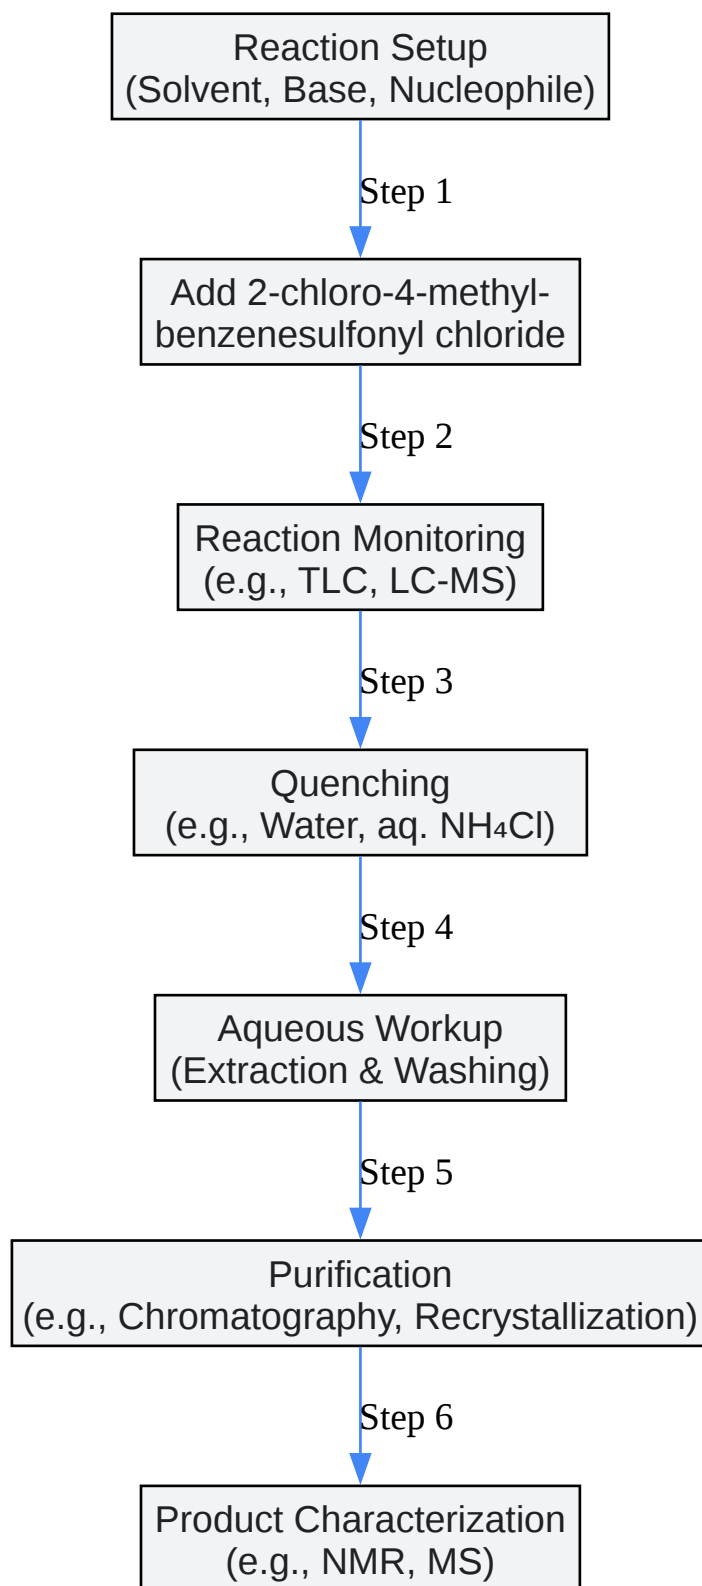 Reaction Setup
(Solvent, Base, Nucleophile)
Step 1
Add 2-chloro-4-methyl-
benzenesulfonyl chloride
Step 2
Reaction Monitoring
(e.g., TLC, LC-MS)
Step 3
Quenching
(e.g., Water, aq. NH₄Cl)
Step 4
Aqueous Workup
(Extraction & Washing)
Step 5
Purification
(e.g., Chromatography, Recrystallization)
Step 6
Product Characterization
(e.g., NMR, MS)